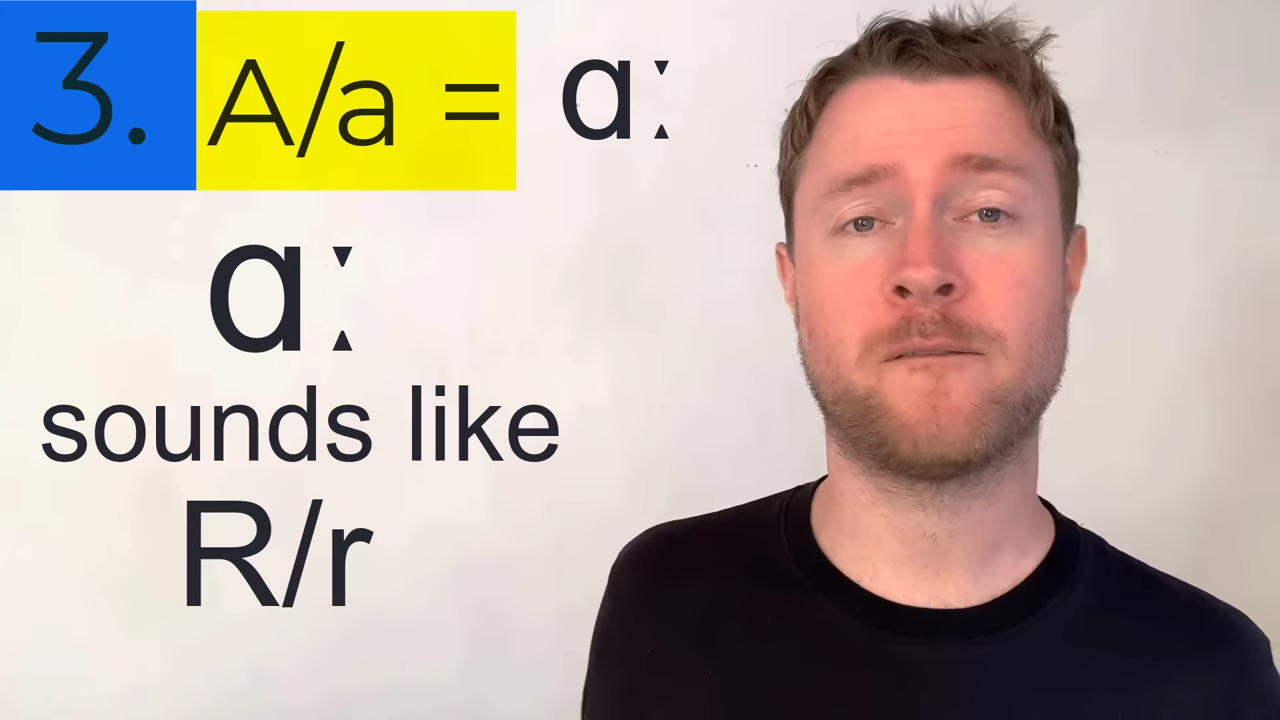 3. A/a = ɑː
ɑː
sounds like
R/r